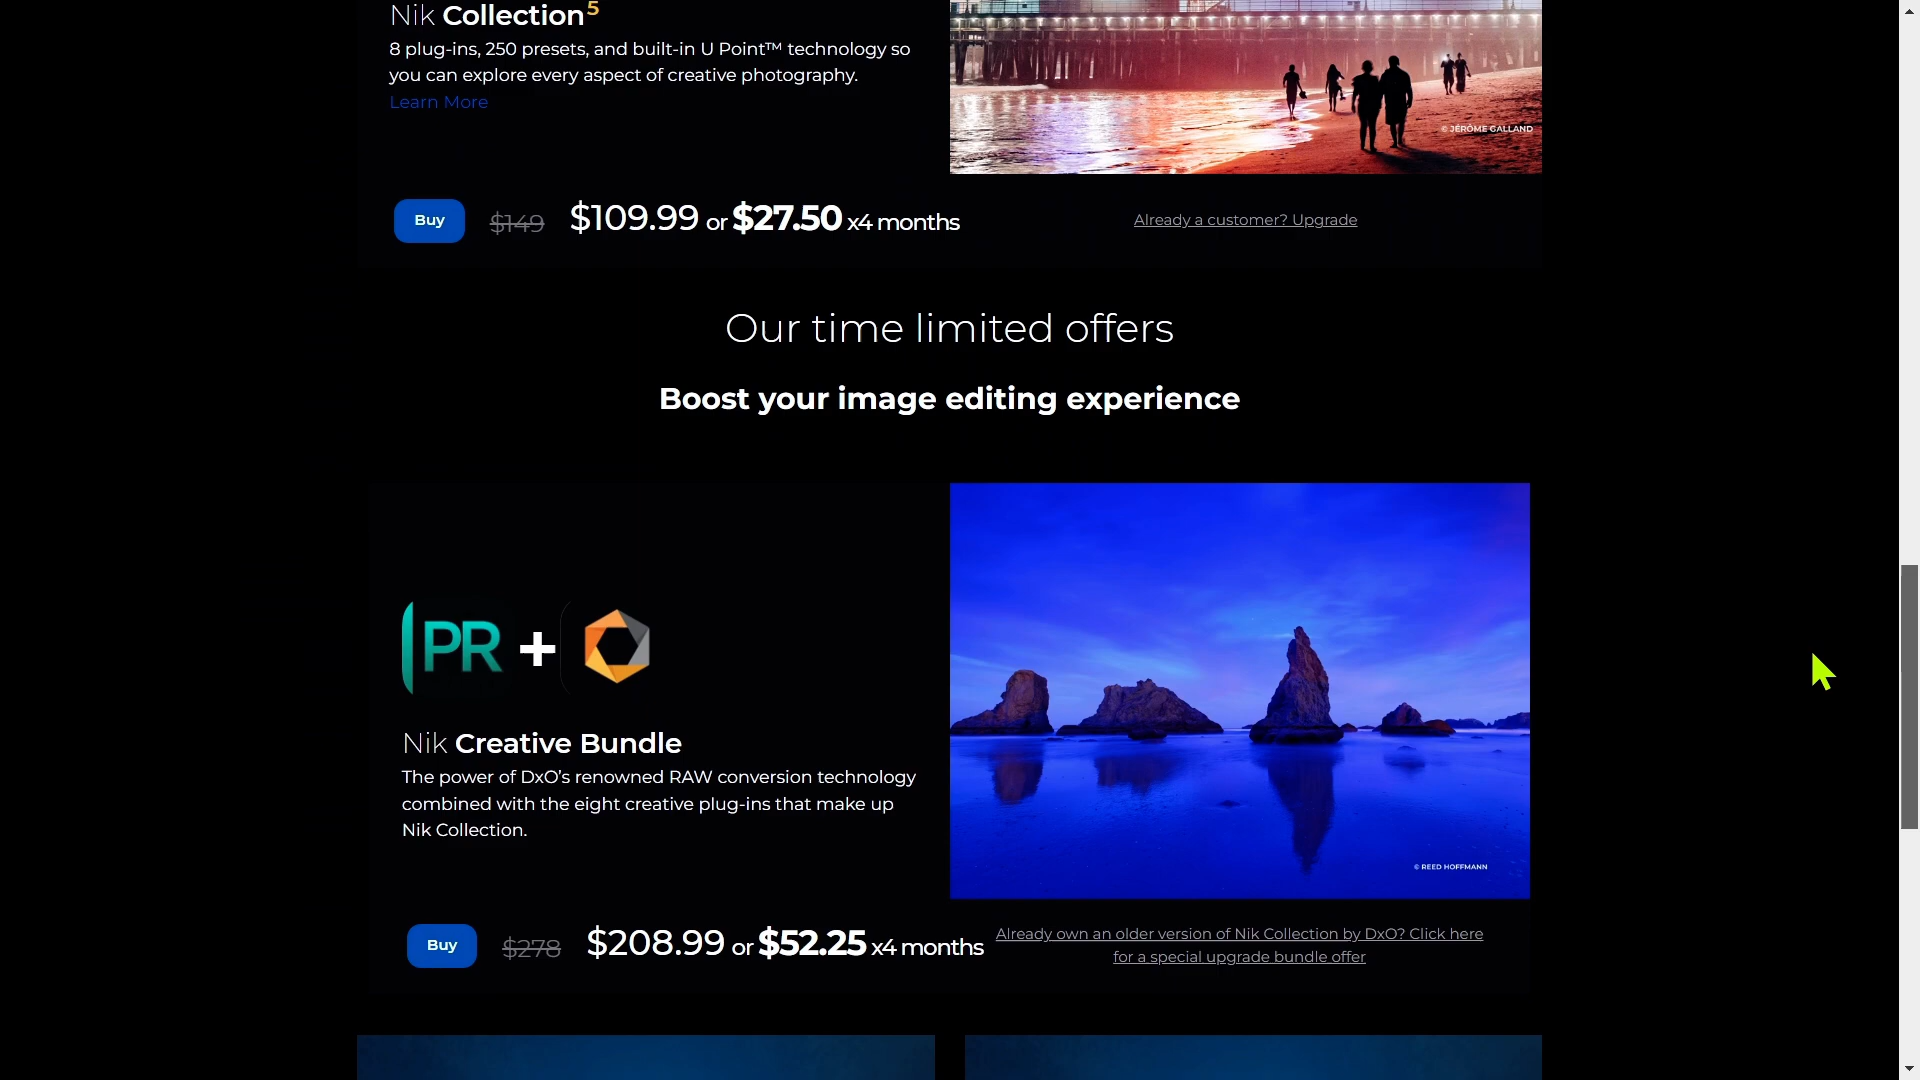 Nik Collection 5
8 plug-ins, 250 presets, and built-in U Point™ technology so
you can explore every aspect of creative photography.
Learn More
© JÉRÔME GALLAND
Buy $149 $109.99 or $27.50 x4 months
Already a customer? Upgrade
Our time limited offers
Boost your image editing experience
PR +
Nik Creative Bundle
The power of DxO’s renowned RAW conversion technology
combined with the eight creative plug-ins that make up
Nik Collection.
© REED HOFFMANN
Buy $278 $208.99 or $52.25 x4 months
Already own an older version of Nik Collection by DxO? Click here
for a special upgrade bundle offer